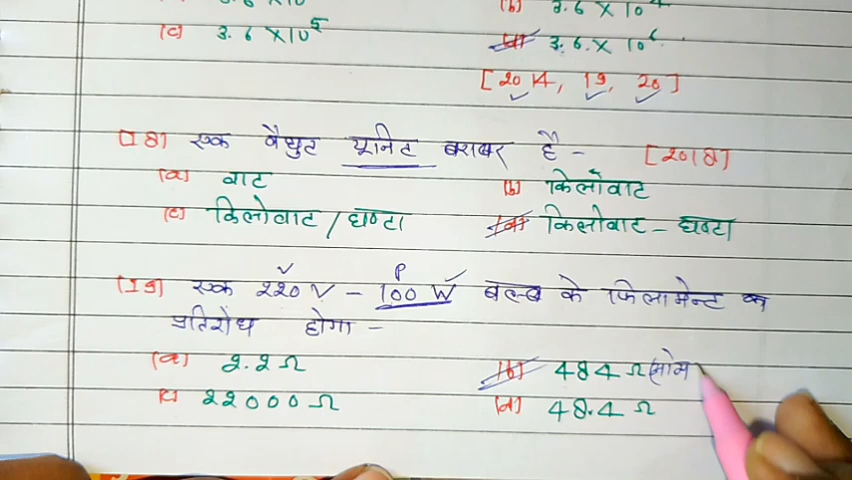 (b) 3.6 × 10⁴
(c) 3.6 × 10⁵
(d) 3.6 × 10⁶
[2014, 19, 20]
(18) एक वैधुत यूनिट बराबर है - [2018]
(a) वाट (b) किलोवाट
(c) किलोवाट / घण्टा (d) किलोवाट - घण्टा
P
(19) एक 220 V - 100 W बल्ब के फिलामेन्ट का
प्रतिरोध होगा -
(a) 2.2 Ω (b) 484 Ω (ओम
(c) 22000 Ω (d) 48.4 Ω